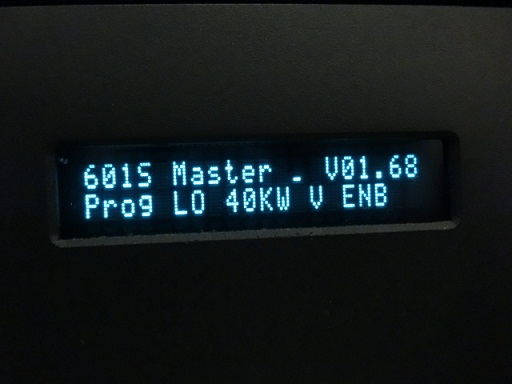 6015 Master - V01.68
Prog LO 40KW V ENB